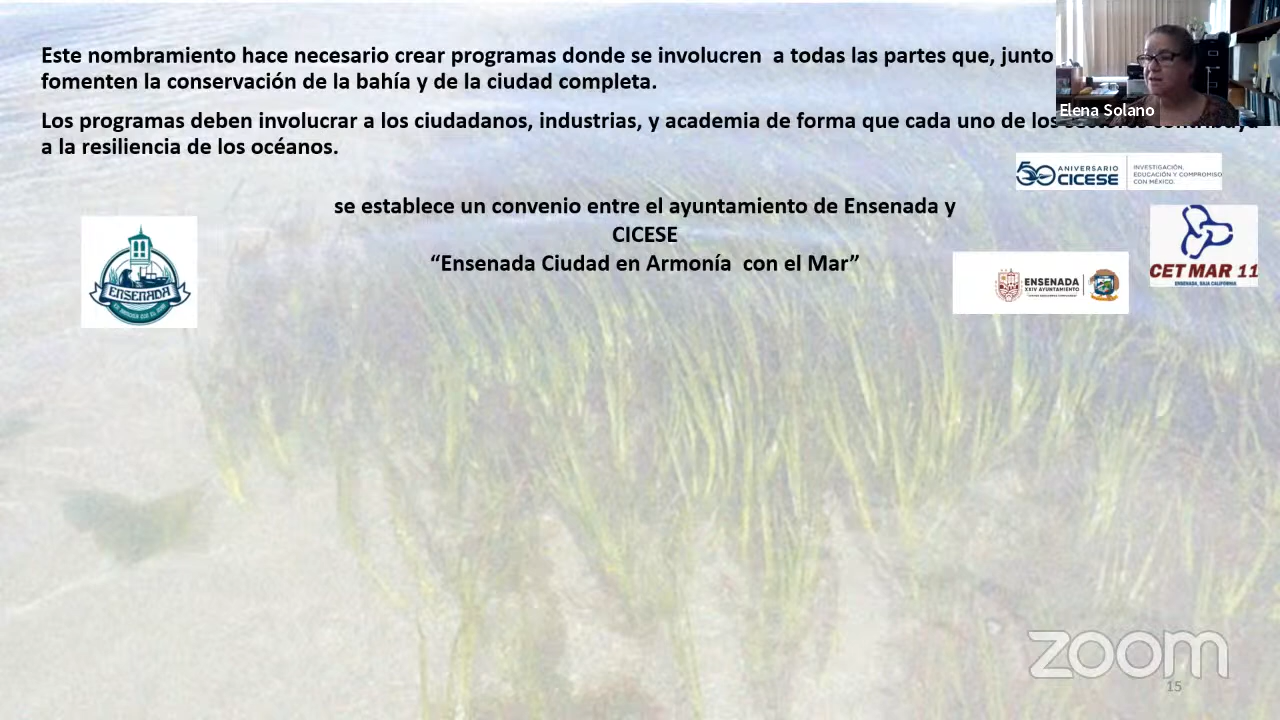 Este nombramiento hace necesario crear programas donde se involucren a todas las partes que, junto
fomenten la conservación de la bahía y de la ciudad completa.
Elena Solano
Los programas deben involucrar a los ciudadanos, industrias, y academia de forma que cada uno de los
a la resiliencia de los océanos.
50 ANIVERSARIO
CICESE
INVESTIGACIÓN,
EDUCACIÓN Y COMPROMISO
CON MÉXICO.
se establece un convenio entre el ayuntamiento de Ensenada y
CICESE
“Ensenada Ciudad en Armonía con el Mar”
ENSENADA
CET MAR 11
ENSENADA, BAJA CALIFORNIA
ENSENADA
XXIV AYUNTAMIENTO
zoom
15